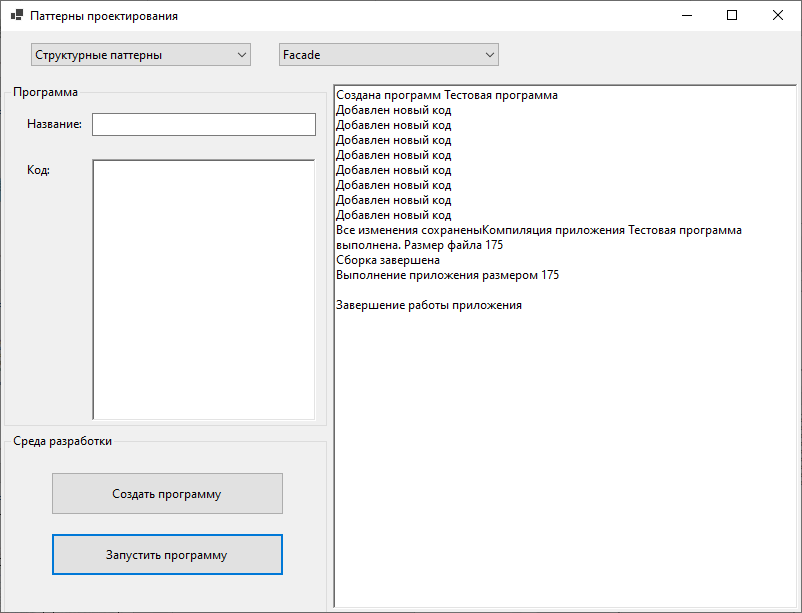 Паттерны проектирования
Структурные паттерны
Facade
Программа
Название:
Код:
Среда разработки
Создать программу
Запустить программу
Создана программ Тестовая программа
Добавлен новый код
Добавлен новый код
Добавлен новый код
Добавлен новый код
Добавлен новый код
Добавлен новый код
Добавлен новый код
Добавлен новый код
Все изменения сохраненыКомпиляция приложения Тестовая программа
выполнена. Размер файла 175
Сборка завершена
Выполнение приложения размером 175
Завершение работы приложения